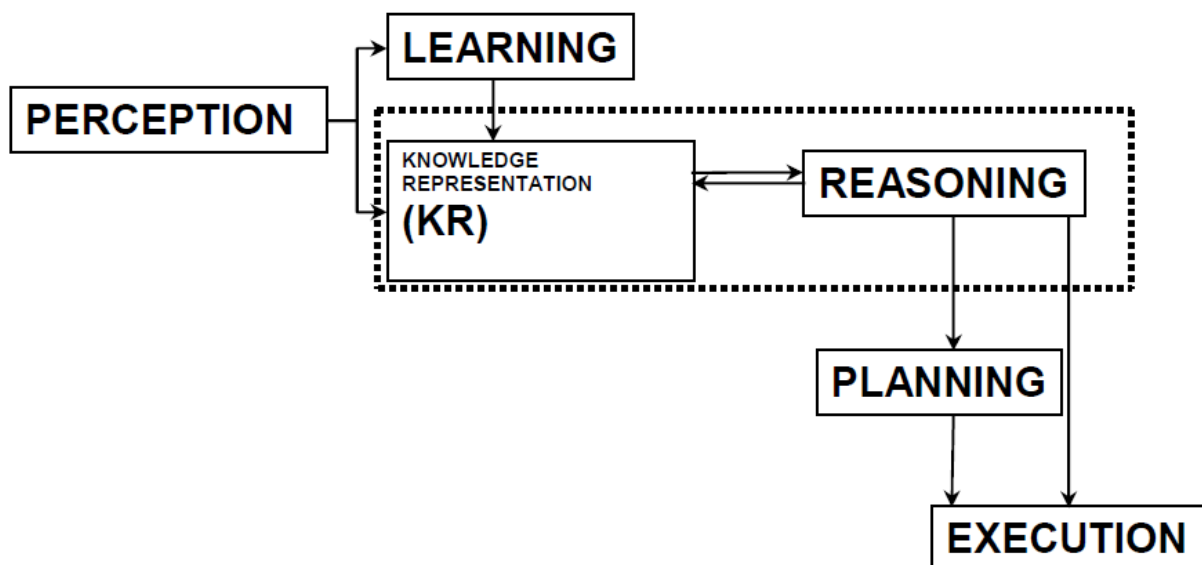 LEARNING
PERCEPTION
KNOWLEDGE
REPRESENTATION
(KR)
REASONING
PLANNING
EXECUTION